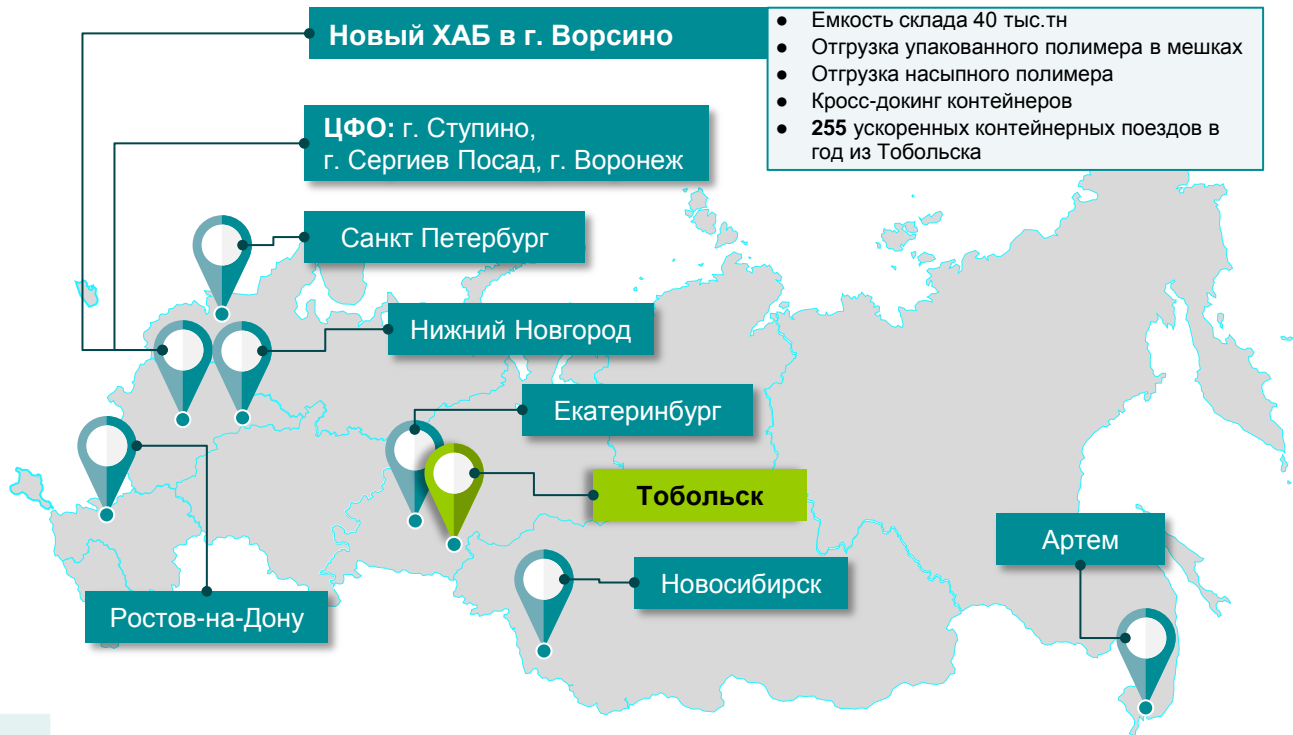 Новый ХАБ в г. Ворсино
● Емкость склада 40 тыс.тн
● Отгрузка упакованного полимера в мешках
● Отгрузка насыпного полимера
● Кросс-докинг контейнеров
● 255 ускоренных контейнерных поездов в
год из Тобольска
ЦФО: г. Ступино,
г. Сергиев Посад, г. Воронеж
Санкт Петербург
Нижний Новгород
Екатеринбург
Тобольск
Артем
Новосибирск
Ростов-на-Дону